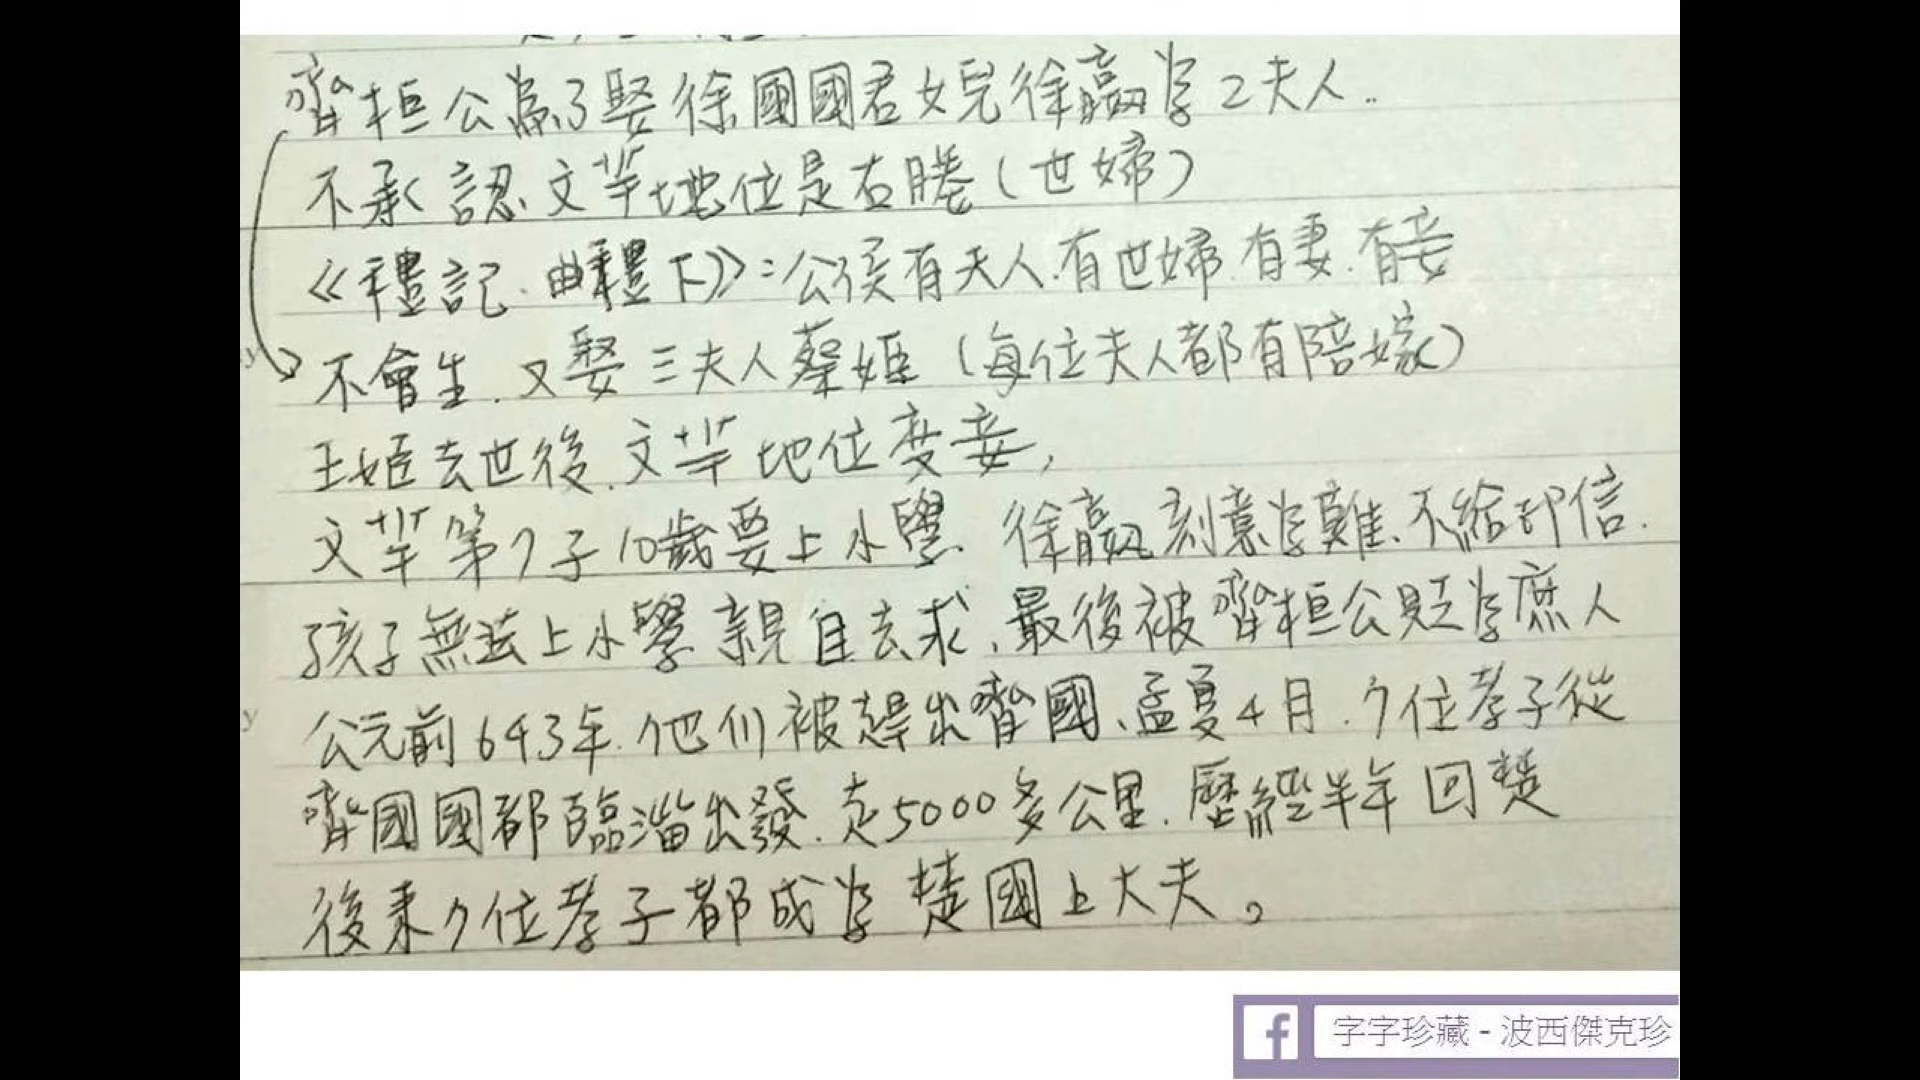 齊桓公為了娶徐國國君女兒徐嬴當2夫人..
不承認文芈地位是右媵(世婦)
《禮記.曲禮下》:公侯有夫人.有世婦.有妻.有妾
不會生.又娶三夫人蔡姬(每位夫人都有陪嫁)
王姬去世後.文芈地位变妾,
文芈第7子10歲要上小學.徐嬴刻意為難、不給印信.
孩子無法上小學親自去求.最後被齊桓公貶為庶人
公元前643年.他们被趕出齊國、孟夏4月.7位孝子從
齊國國都臨淄出發.走5000多公里.歷經半年回楚
後来7位孝子都成為楚國上大夫。
字字珍藏-波西傑克珍